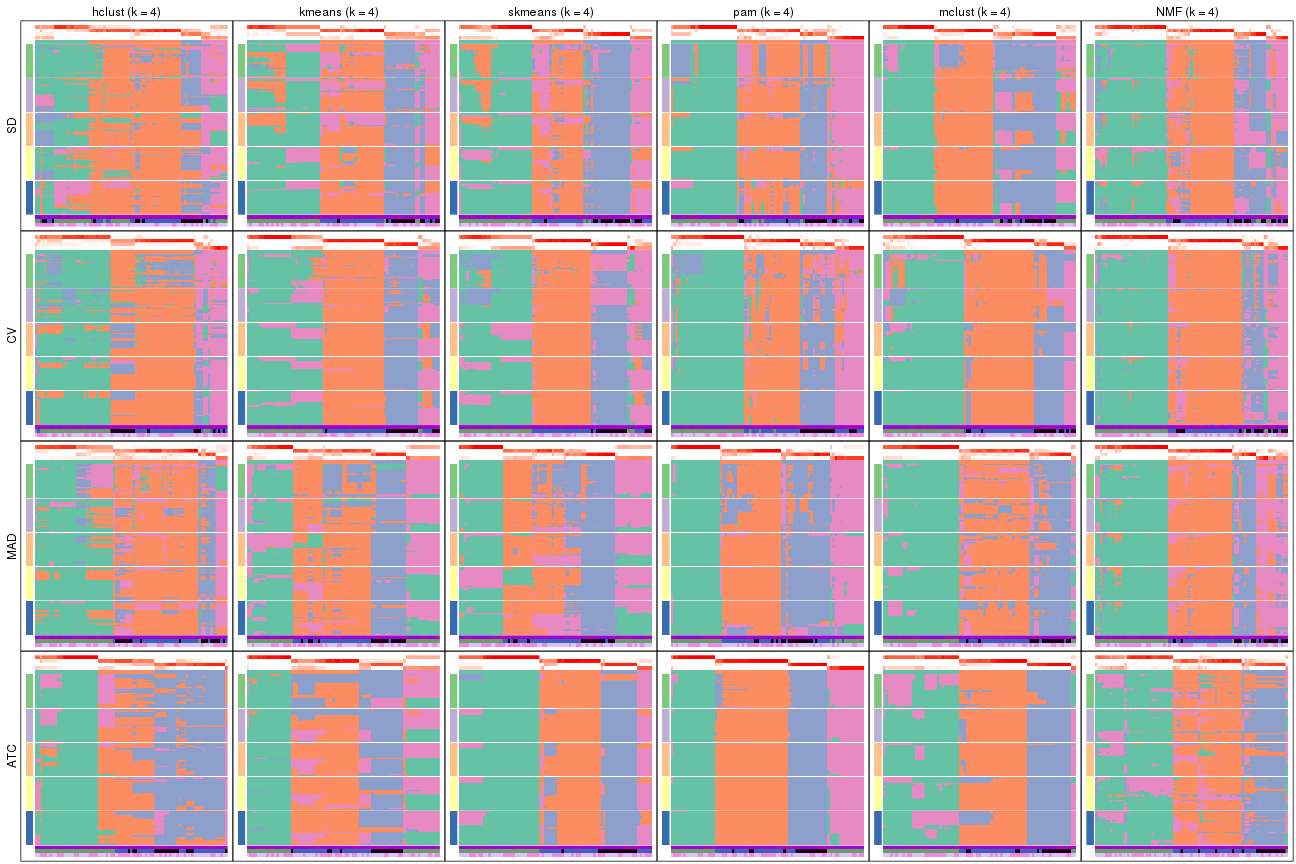 hclust (k = 4) kmeans (k = 4) skmeans (k = 4) pam (k = 4) mclust (k = 4) NMF (k = 4)
SD
CV
MAD
ATC